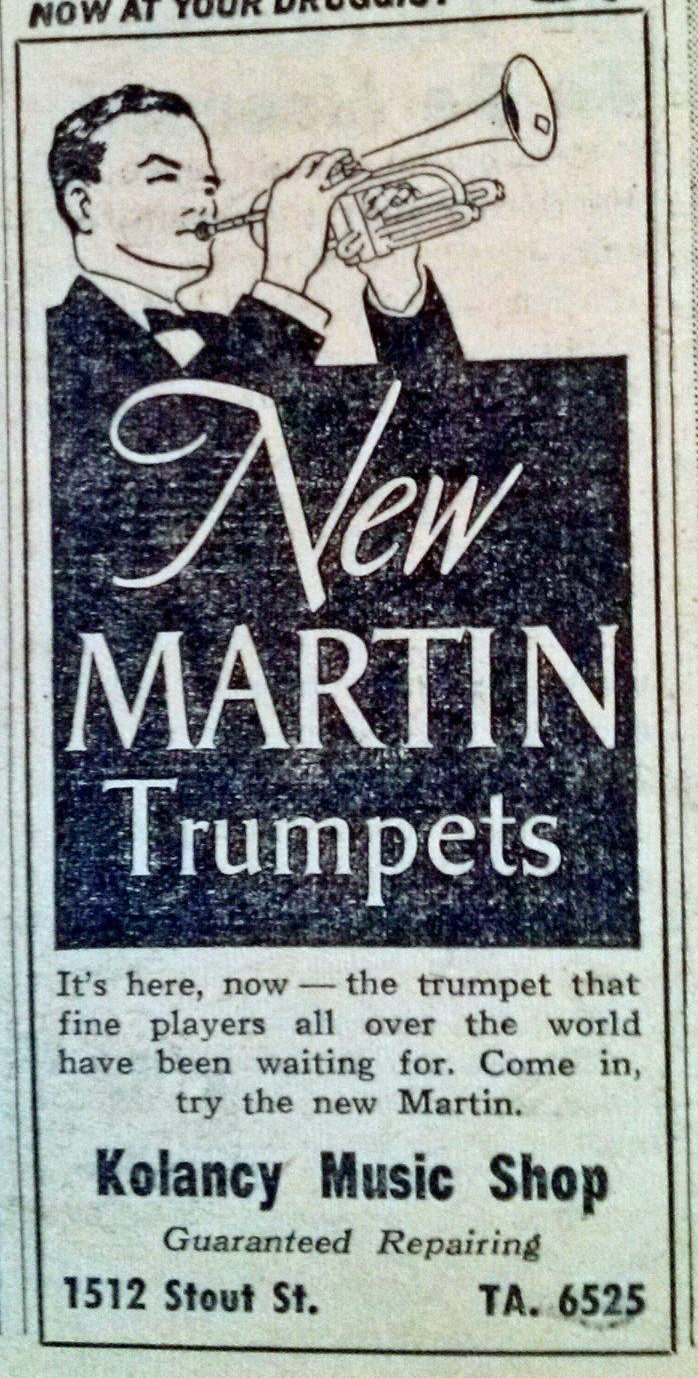 NOW AT YOUR DRUGGIST
New
MARTIN
Trumpets
It's here, now — the trumpet that
fine players all over the world
have been waiting for. Come in,
try the new Martin.
Kolancy Music Shop
Guaranteed Repairing
1512 Stout St. TA. 6525